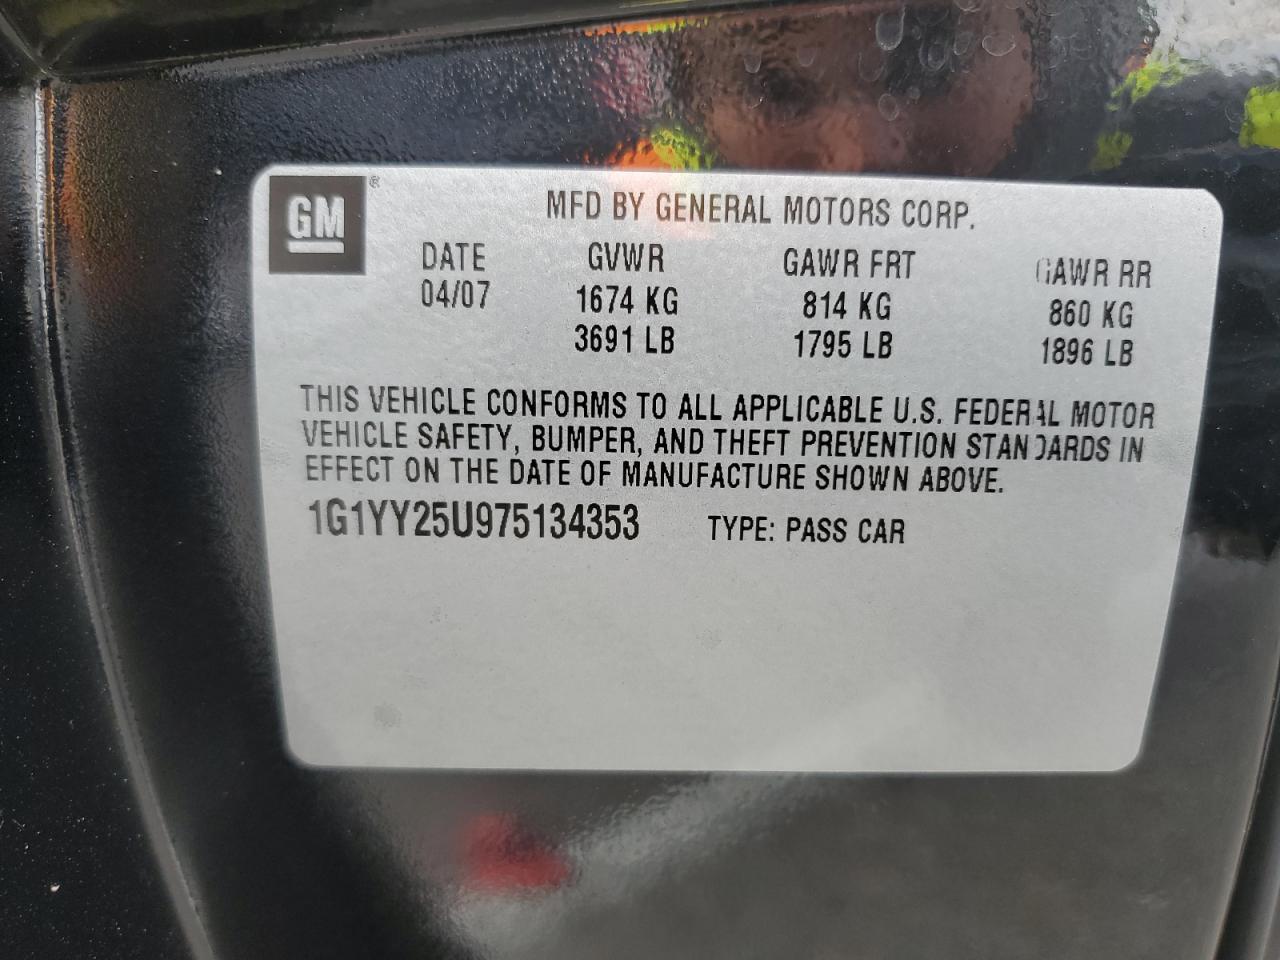 GM ®
MFD BY GENERAL MOTORS CORP.
DATE GVWR GAWR FRT GAWR RR
04/07 1674 KG 814 KG 860 KG
3691 LB 1795 LB 1896 LB
THIS VEHICLE CONFORMS TO ALL APPLICABLE U.S. FEDERAL MOTOR
VEHICLE SAFETY, BUMPER, AND THEFT PREVENTION STANDARDS IN
EFFECT ON THE DATE OF MANUFACTURE SHOWN ABOVE.
1G1YY25U975134353 TYPE: PASS CAR